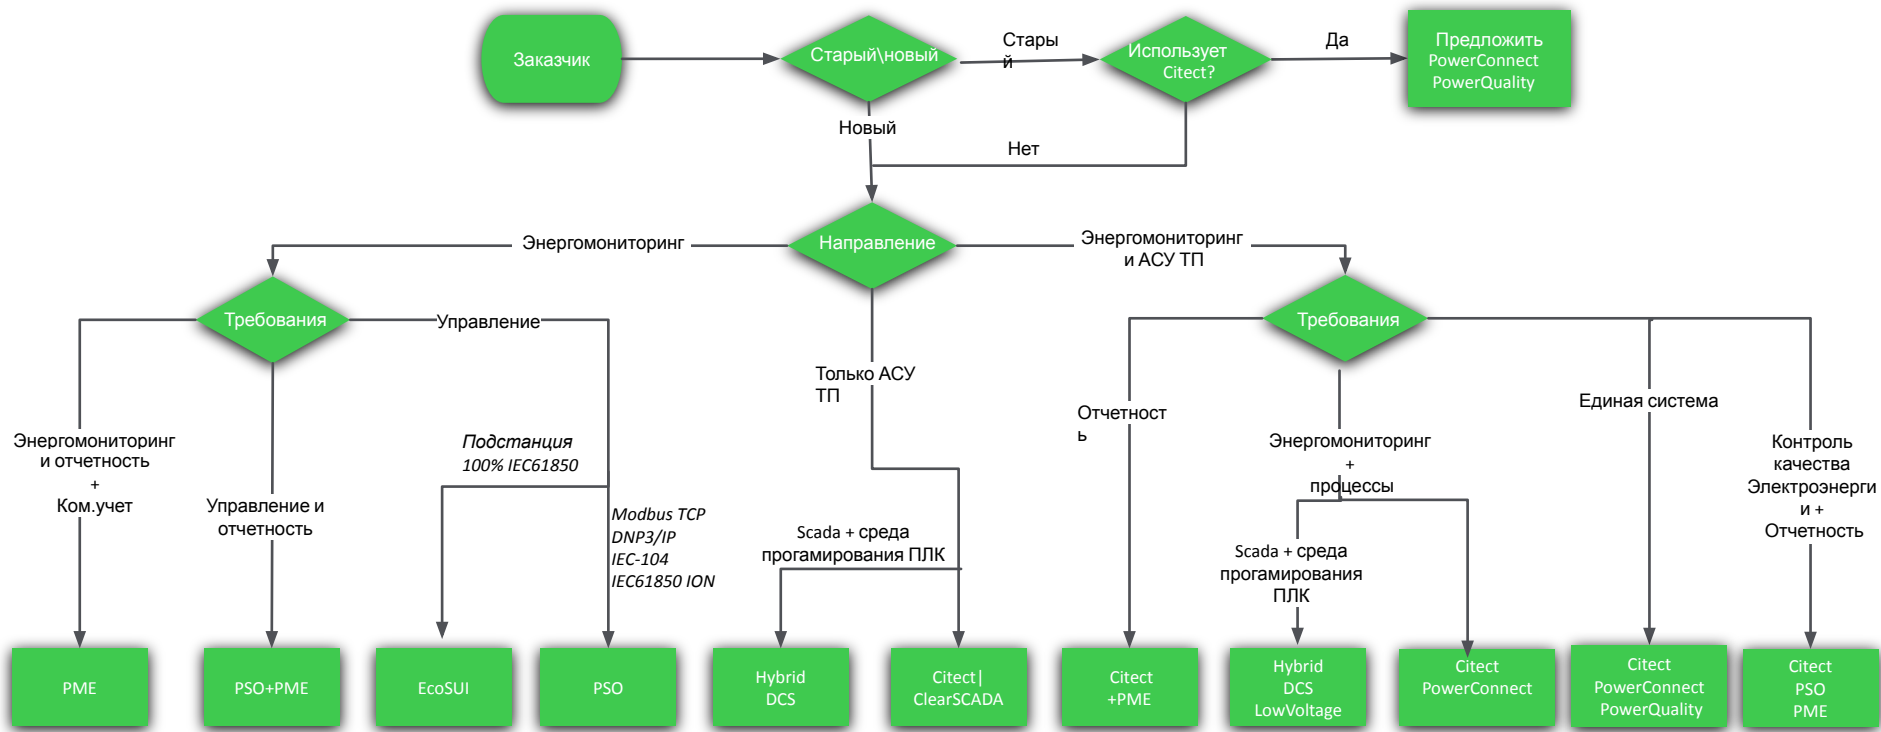 Заказчик
Старый\новый
Стары
й
Использует
Citect?
Да
Предложить
PowerConnect
PowerQuality
Новый
Нет
Энергомониторинг
Направление
Энергомониторинг
и АСУ ТП
Требования
Управление
Требования
Только АСУ
ТП
Отчетност
ь
Единая система
Энергомониторинг
и отчетность
+
Ком.учет
Подстанция
100% IEC61850
Энергомониторинг
+
процессы
Контроль
качества
Электроэнерги
и +
Отчетность
Управление и
отчетность
Modbus TCP
DNP3/IP
IEC-104
IEC61850 ION
Scada + среда
прогамирования ПЛК
Scada + среда
прогамирования
ПЛК
PME
PSO+PME
EcoSUI
PSO
Hybrid
DCS
Citect|
ClearSCADA
Citect
+PME
Hybrid
DCS
LowVoltage
Citect
PowerConnect
Citect
PowerConnect
PowerQuality
Citect
PSO
PME